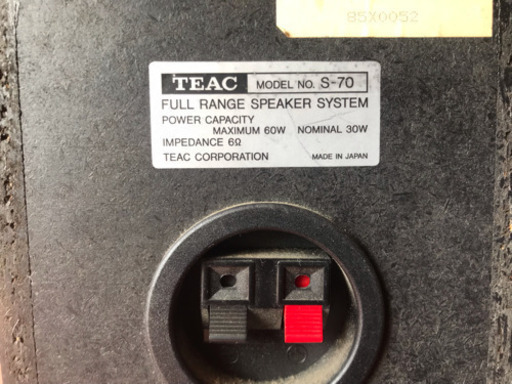 85X0052
TEAC MODEL NO. S-70
FULL RANGE SPEAKER SYSTEM
POWER CAPACITY
MAXIMUM 60W NOMINAL 30W
IMPEDANCE 6Ω
TEAC CORPORATION MADE IN JAPAN